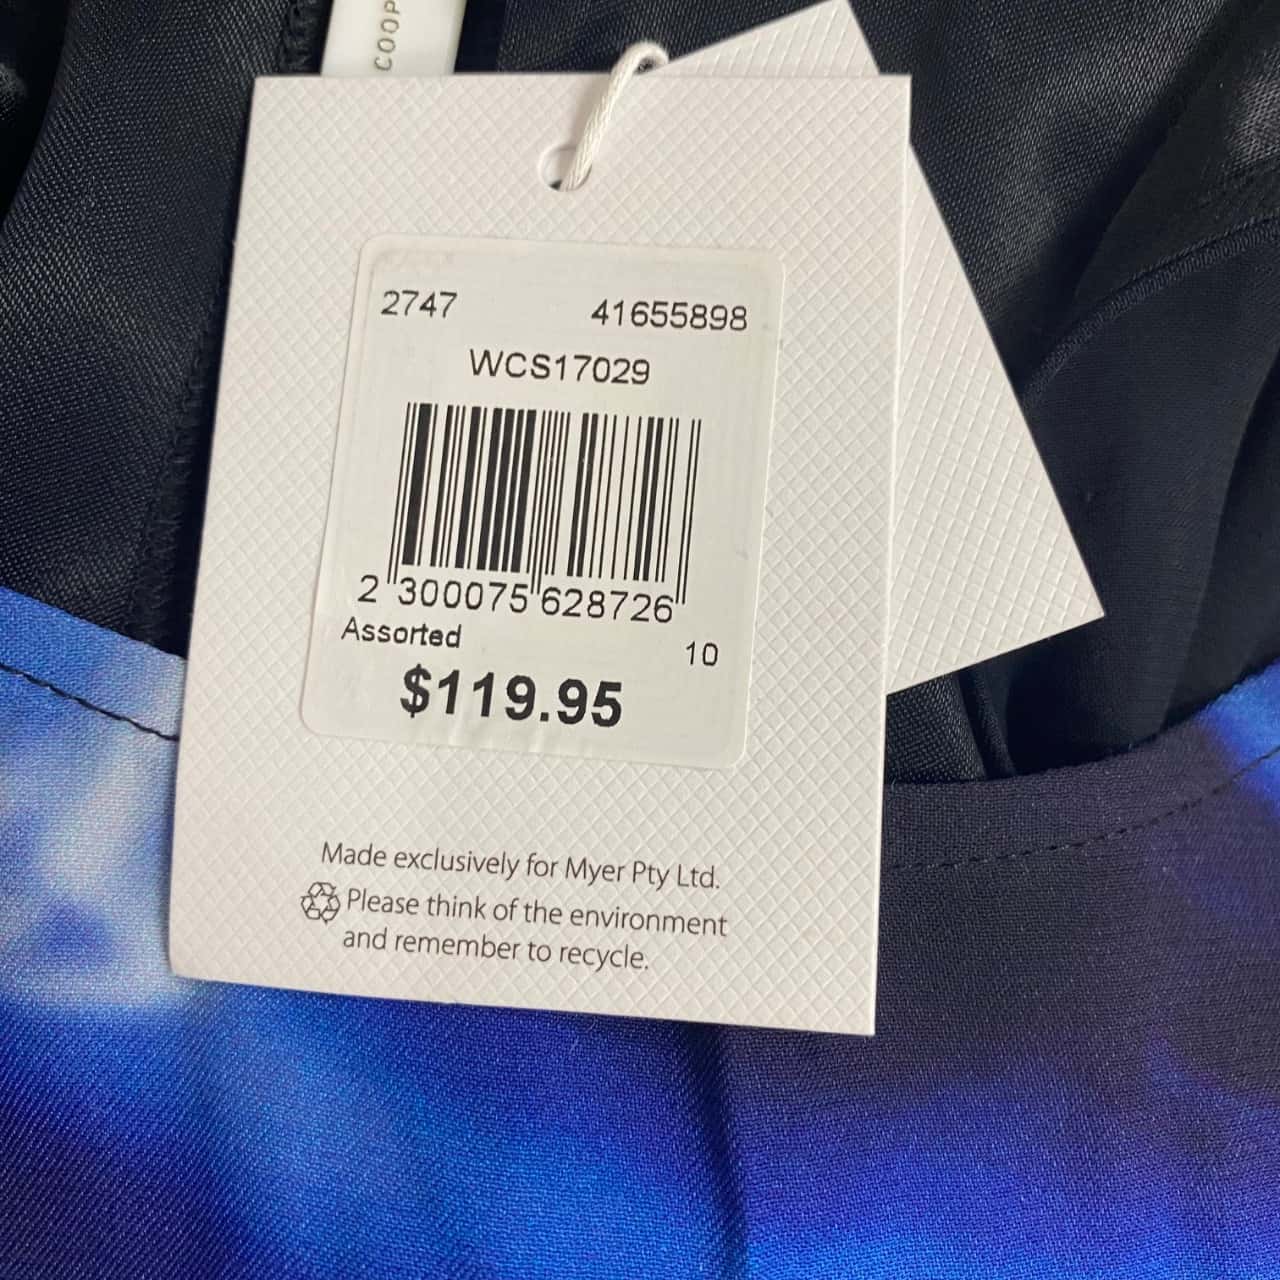 COOP
2747 41655898
WCS17029
2 300075 628726
Assorted 10
$119.95
Made exclusively for Myer Pty Ltd.
Please think of the environment
and remember to recycle.